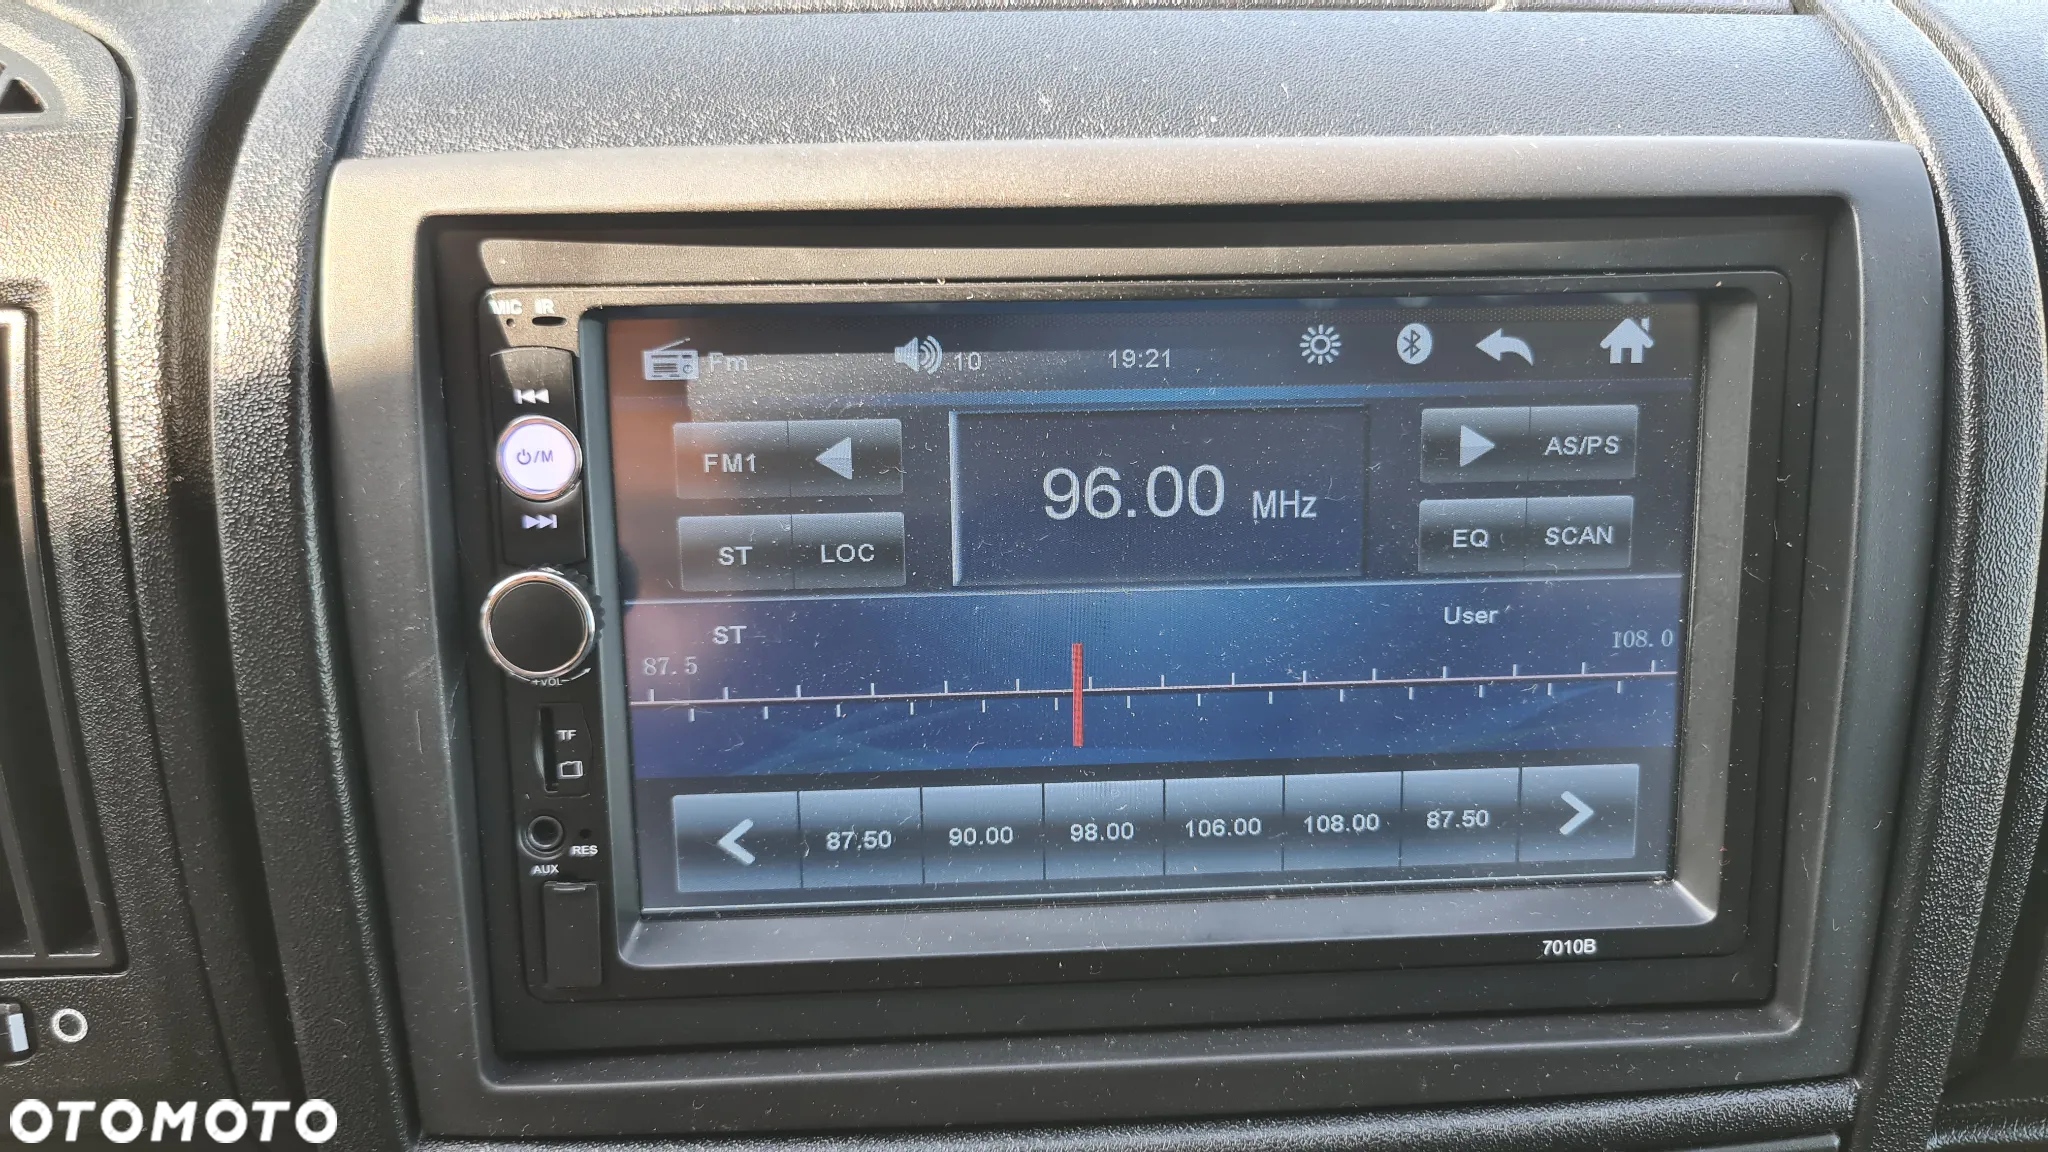 MIC IR
Fm 10 19:21
⏻/M
FM1
AS/PS
96.00 MHz
ST LOC
EQ SCAN
ST User
87.5 108.0
+VOL-
TF
87.50 90.00 98.00 106.00 108.00 87.50
RES
AUX
7010B
OTOMOTO